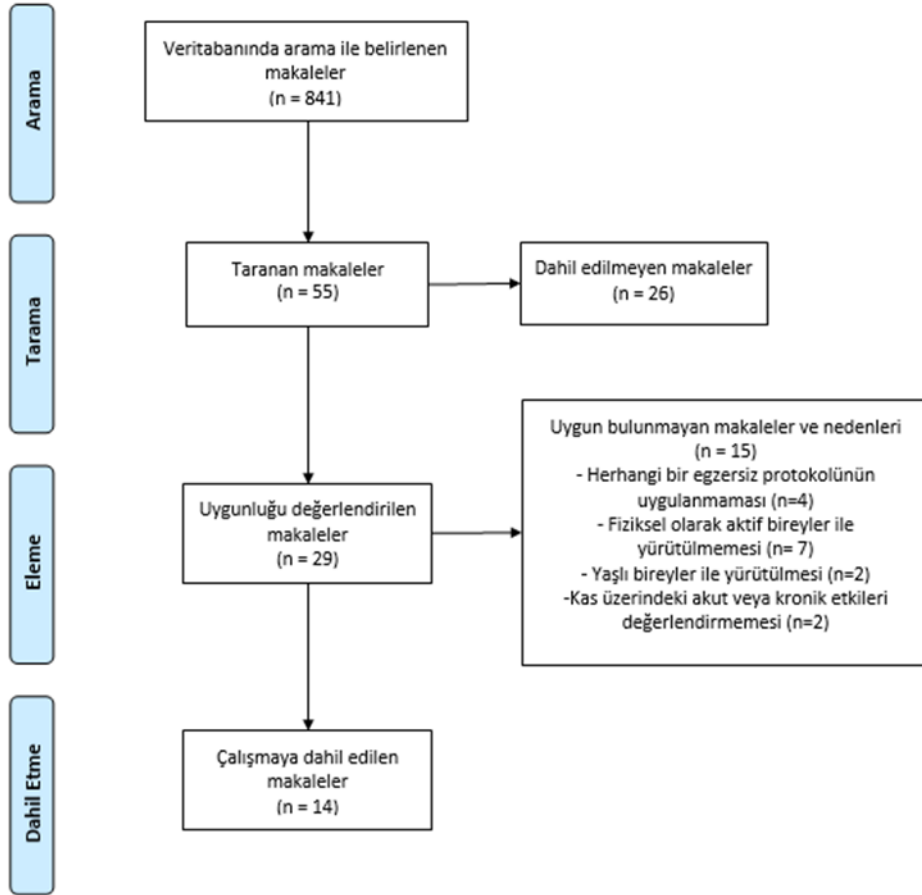 Arama
Veritabanında arama ile belirlenen
makaleler
(n = 841)
Tarama
Taranan makaleler
(n = 55)
Dahil edilmeyen makaleler
(n = 26)
Eleme
Uygunluğu değerlendirilen
makaleler
(n = 29)
Uygun bulunmayan makaleler ve nedenleri
(n = 15)
- Herhangi bir egzersiz protokolünün
uygulanmaması (n=4)
- Fiziksel olarak aktif bireyler ile
yürütülmemesi (n= 7)
- Yaşlı bireyler ile yürütülmesi (n=2)
-Kas üzerindeki akut veya kronik etkileri
değerlendirmemesi (n=2)
Dahil Etme
Çalışmaya dahil edilen
makaleler
(n = 14)